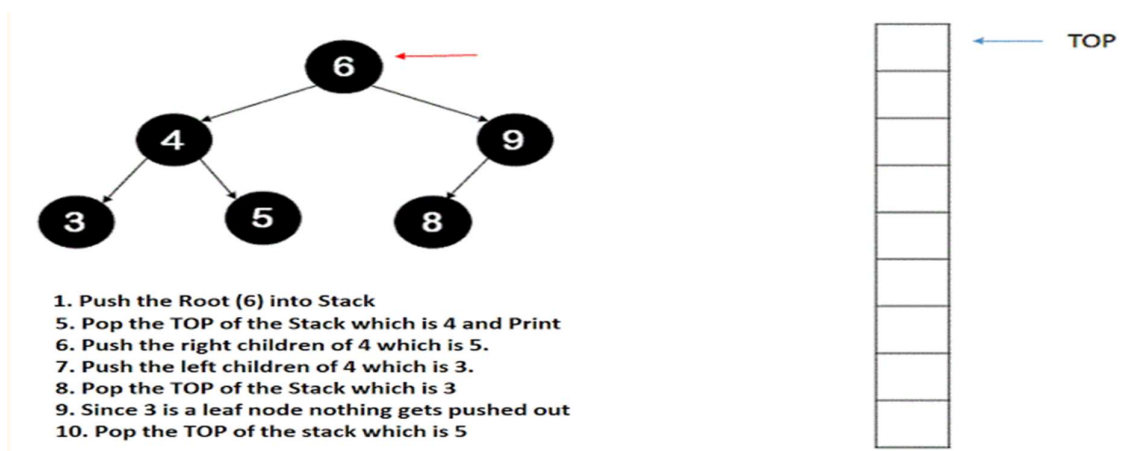 6
TOP
4
9
3
5
8
1. Push the Root (6) into Stack
5. Pop the TOP of the Stack which is 4 and Print
6. Push the right children of 4 which is 5.
7. Push the left children of 4 which is 3.
8. Pop the TOP of the Stack which is 3
9. Since 3 is a leaf node nothing gets pushed out
10. Pop the TOP of the stack which is 5